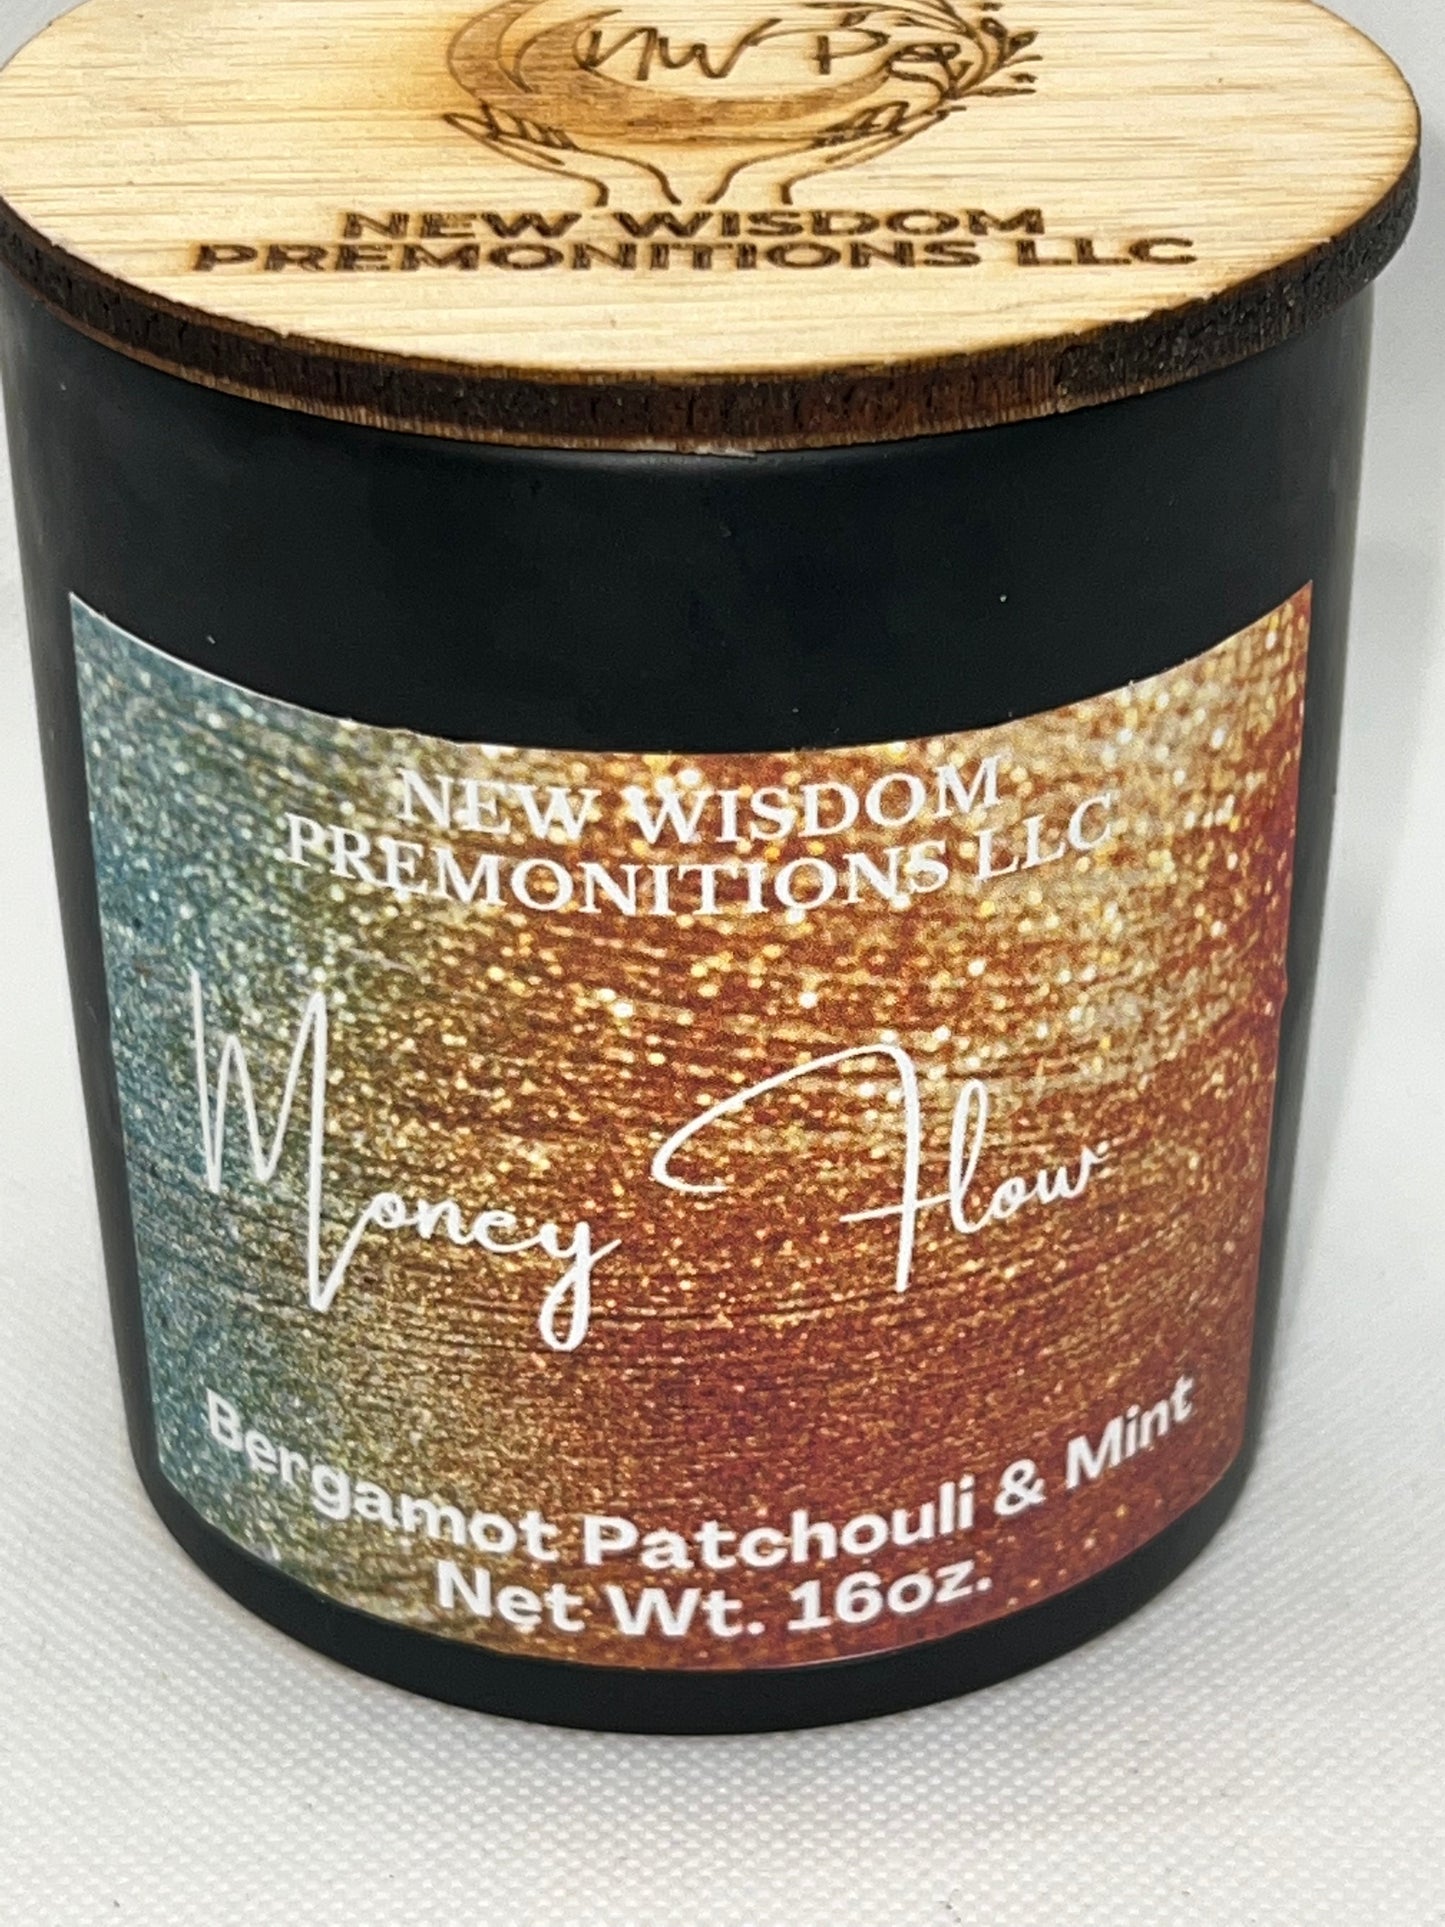 NW P
NEW WISDOM
PREMONITIONS LLC
NEW WISDOM
PREMONITIONS LLC
Money Flow
Bergamot Patchouli & Mint
Net Wt. 16oz.